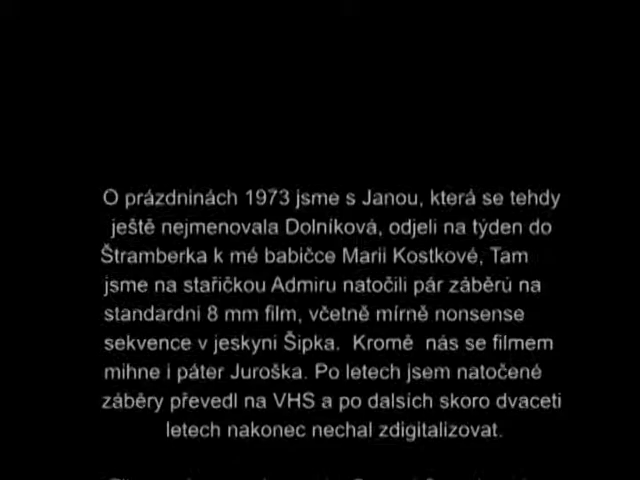 O prázdninách 1973 jsme s Janou, která se tehdy
ještě nejmenovala Dolníková, odjeli na týden do
Štramberka k mé babičce Marii Kostkové, Tam
jsme na stařičkou Admiru natočili pár záběrů na
standardní 8 mm film, včetně mírně nonsense
sekvence v jeskyni Šipka. Kromě nás se filmem
mihne i páter Juroška. Po letech jsem natočené
záběry převedl na VHS a po dalsích skoro dvaceti
letech nakonec nechal zdigitalizovat.